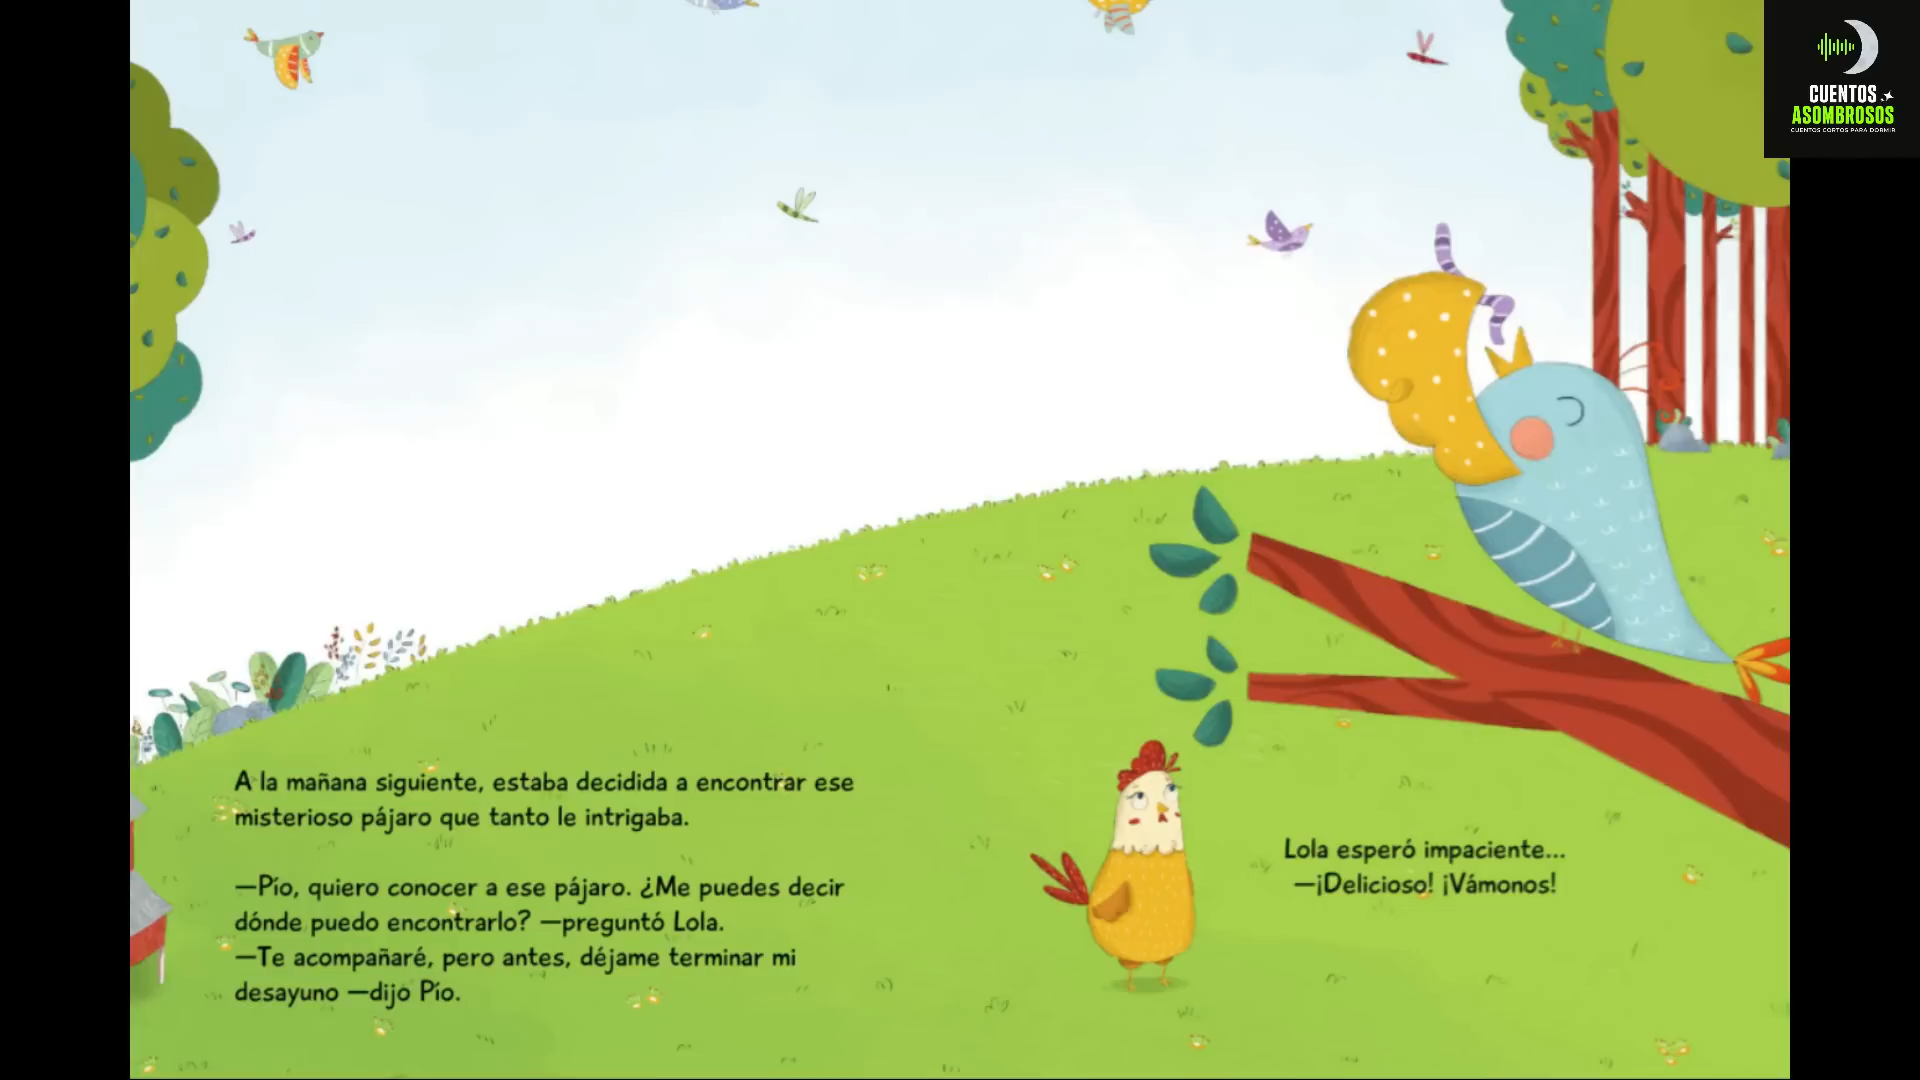 CUENTOS
ASOMBROSOS
CUENTOS CORTOS PARA DORMIR
A la mañana siguiente, estaba decidida a encontrar ese
misterioso pájaro que tanto le intrigaba.
—Pío, quiero conocer a ese pájaro. ¿Me puedes decir
dónde puedo encontrarlo? —preguntó Lola.
—Te acompañaré, pero antes, déjame terminar mi
desayuno —dijo Pío.
Lola esperó impaciente...
—¡Delicioso! ¡Vámonos!